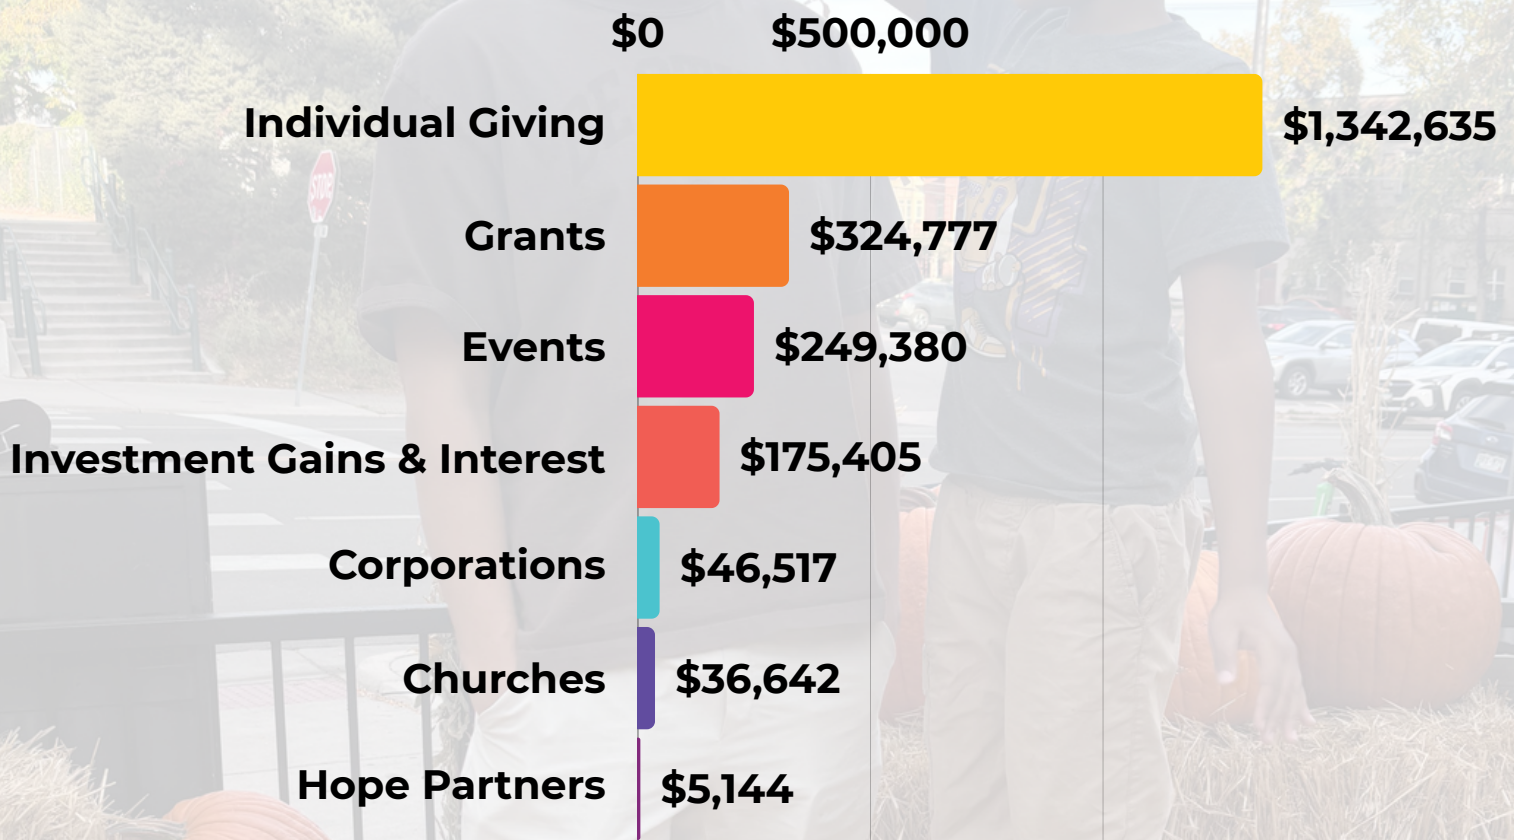 $0 $500,000
Individual Giving $1,342,635
Grants $324,777
Events $249,380
Investment Gains & Interest $175,405
Corporations $46,517
Churches $36,642
Hope Partners $5,144
STOP